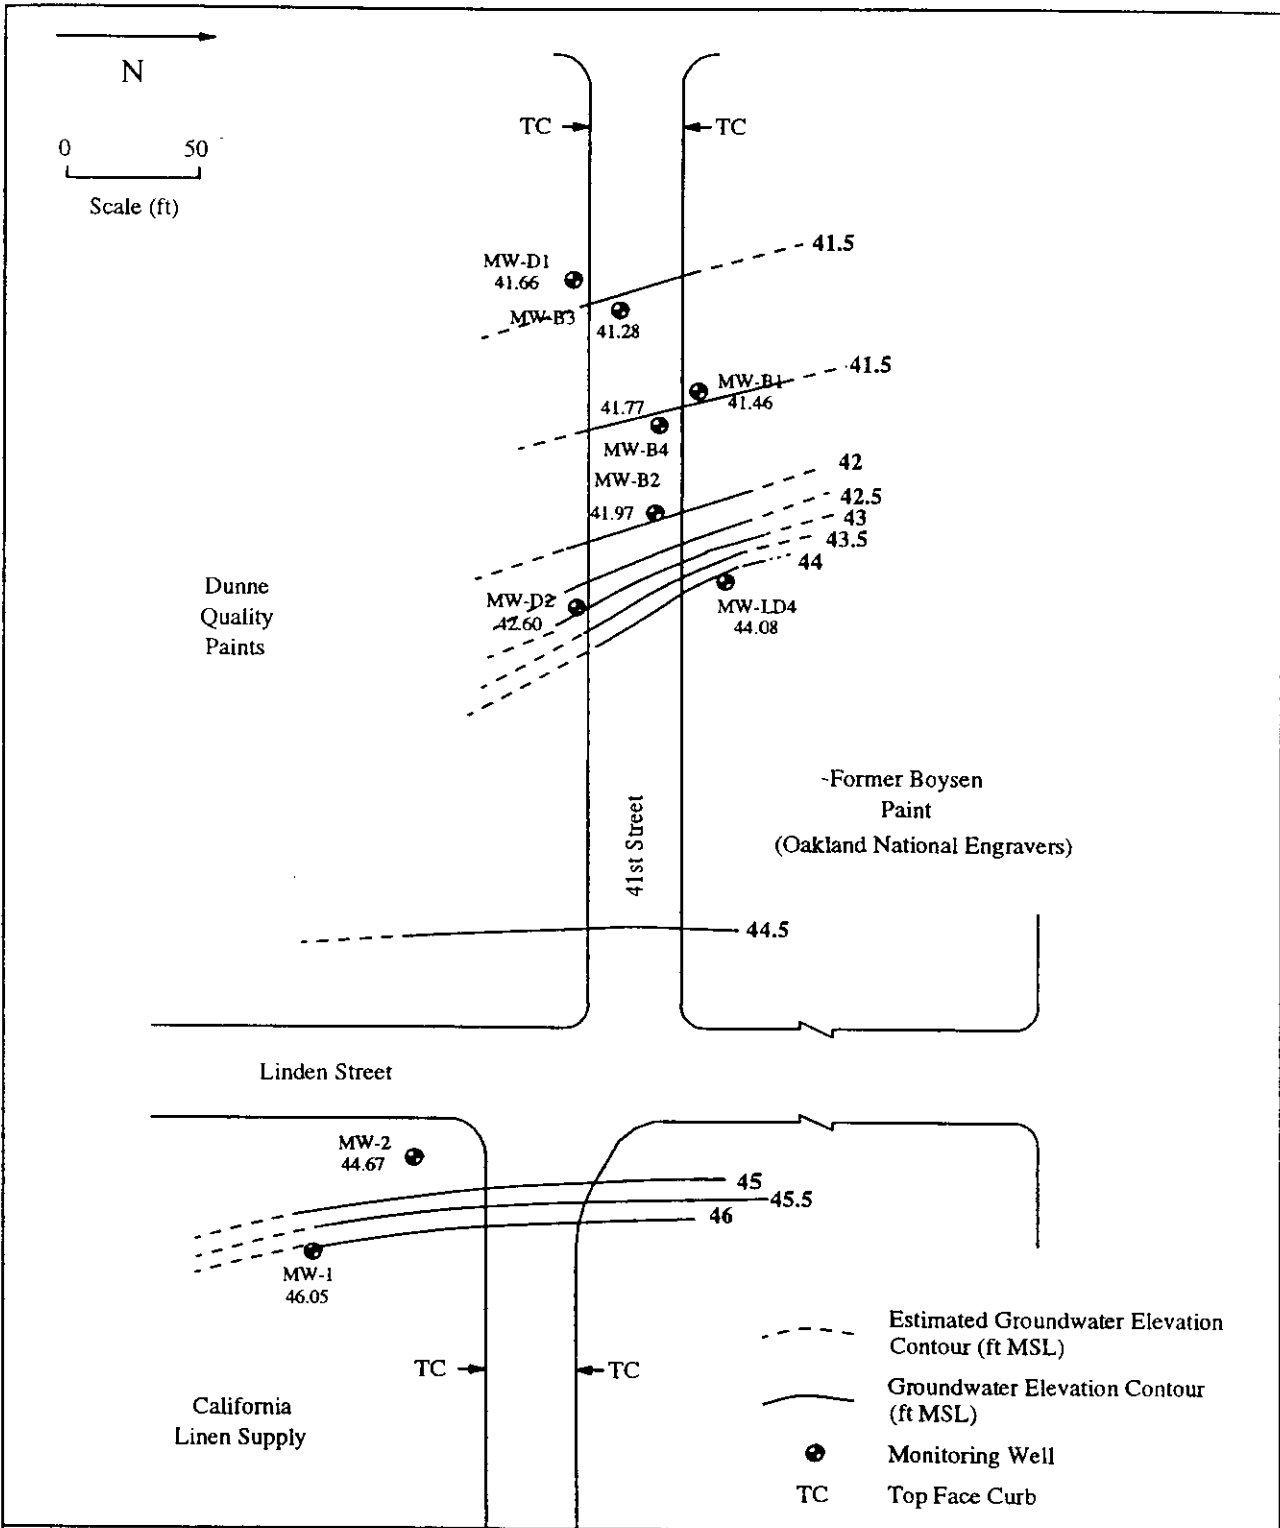 N
0 50
Scale (ft)
TC
TC
41.5
MW-D1
41.66
MW-B3
41.28
41.5
MW-B1
41.46
41.77
MW-B4
MW-B2
41.97
42
42.5
43
43.5
44
MW-D2
42.60
MW-LD4
44.08
Dunne
Quality
Paints
41st Street
Former Boysen
Paint
(Oakland National Engravers)
44.5
Linden Street
MW-2
44.67
45
45.5
46
MW-1
46.05
TC
TC
California
Linen Supply
Estimated Groundwater Elevation
Contour (ft MSL)
Groundwater Elevation Contour
(ft MSL)
Monitoring Well
TC Top Face Curb